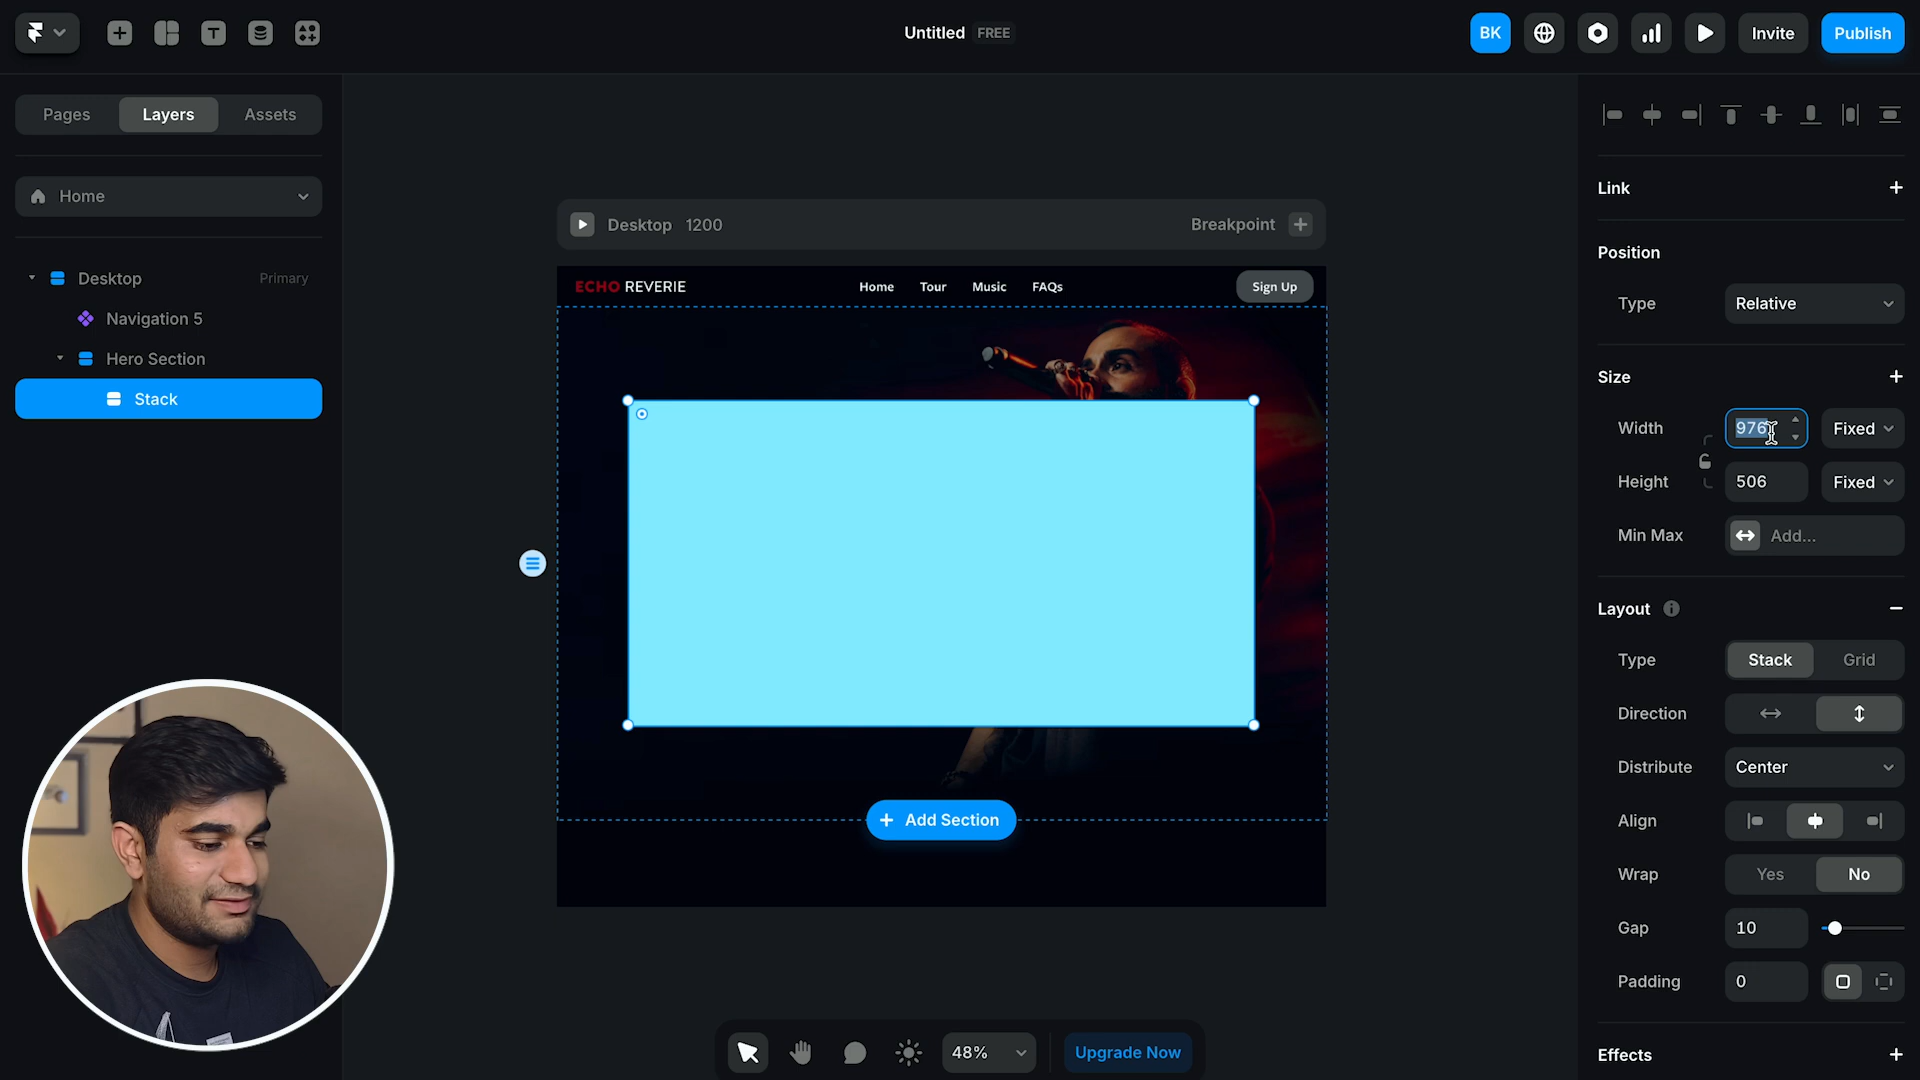 Untitled FREE
BK
Invite
Publish
Pages
Layers
Assets
Home
Desktop
Primary
Navigation 5
Hero Section
Stack
Desktop 1200
Breakpoint
ECHO REVERIE
Home
Tour
Music
FAQs
Sign Up
Add Section
48%
Upgrade Now
Link
Position
Type
Relative
Size
Width
976
Fixed
Height
506
Fixed
Min Max
Add...
Layout
Type
Stack
Grid
Direction
Distribute
Center
Align
Wrap
Yes
No
Gap
10
Padding
0
Effects